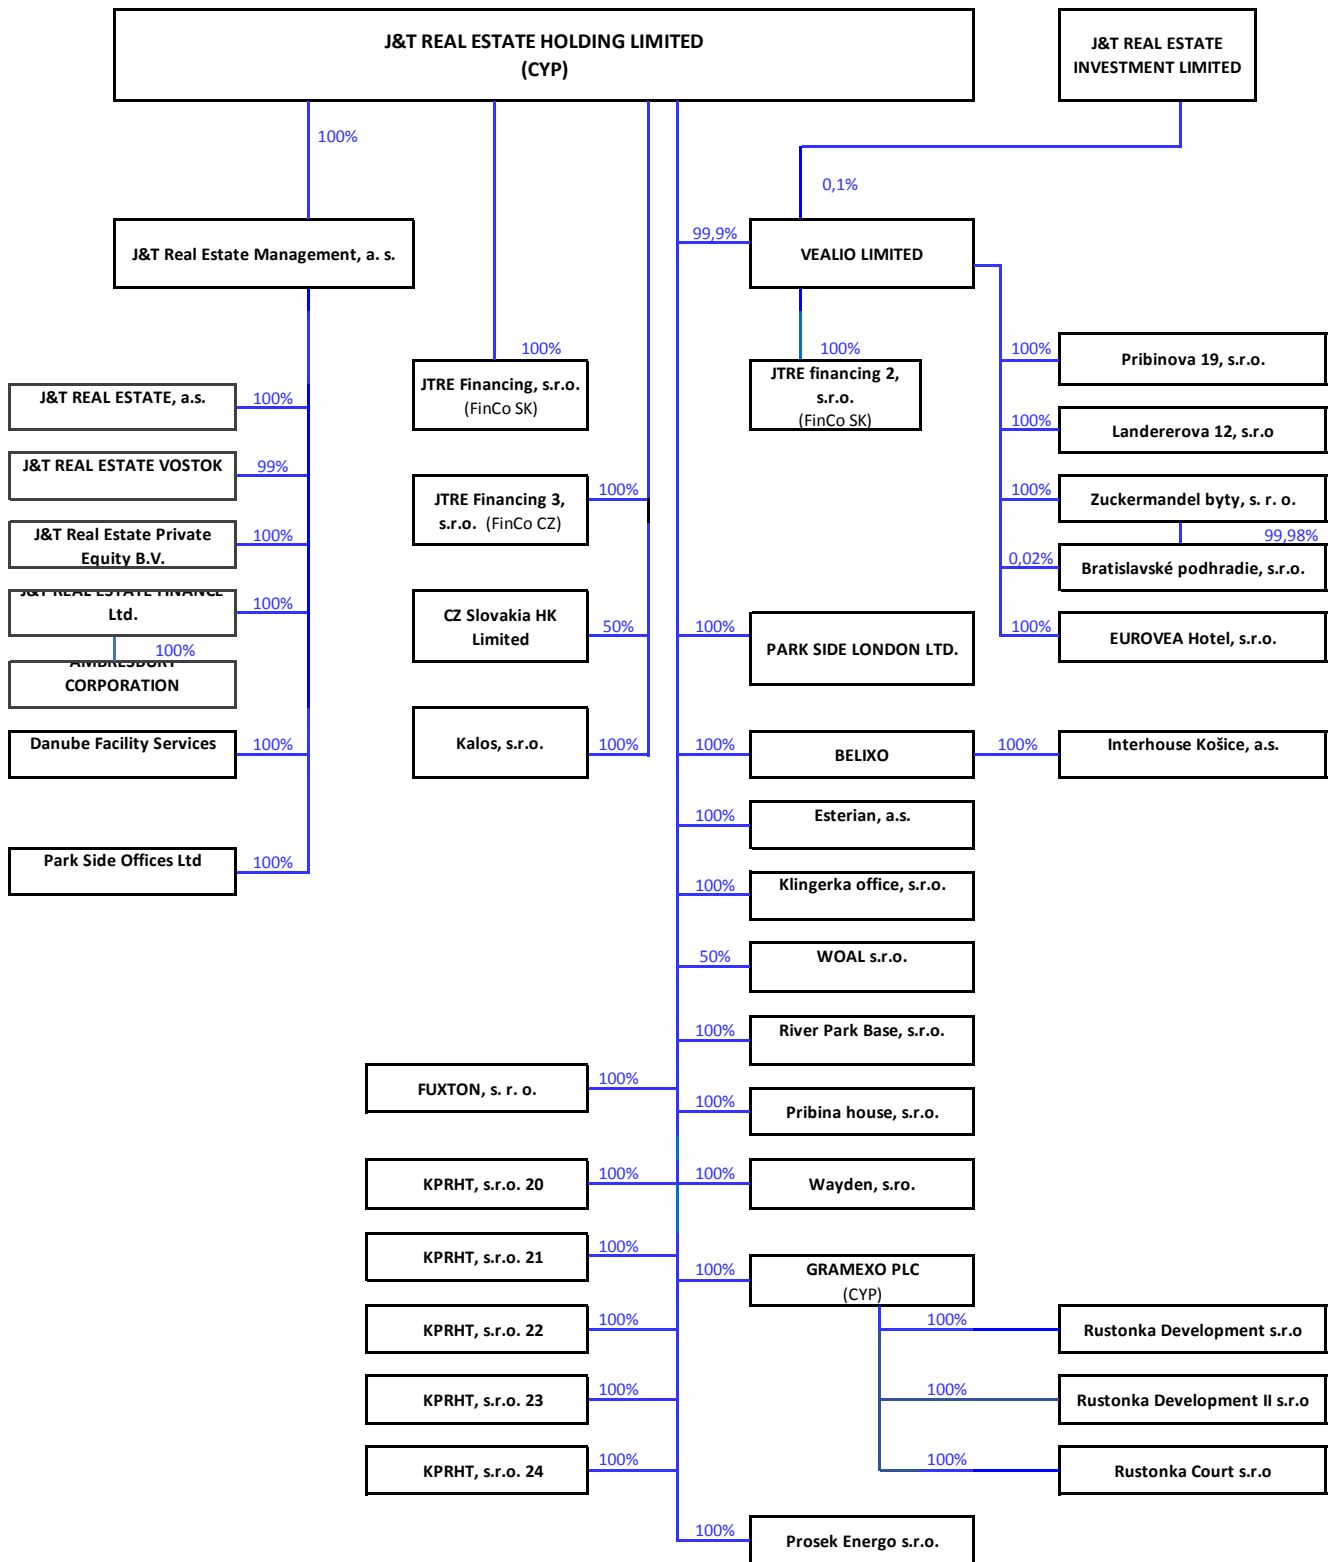 J&T REAL ESTATE HOLDING LIMITED
(CYP)
J&T REAL ESTATE
INVESTMENT LIMITED
100%
0,1%
J&T Real Estate Management, a. s.
99,9%
VEALIO LIMITED
100%
JTRE Financing, s.r.o.
(FinCo SK)
100%
JTRE financing 2,
s.r.o.
(FinCo SK)
100%
Pribinova 19, s.r.o.
J&T REAL ESTATE, a.s.
100%
100%
Landererova 12, s.r.o
J&T REAL ESTATE VOSTOK
99%
JTRE Financing 3,
s.r.o. (FinCo CZ)
100%
100%
Zuckermandel byty, s. r. o.
99,98%
J&T Real Estate Private
Equity B.V.
100%
0,02%
Bratislavské podhradie, s.r.o.
J&T REAL ESTATE FINANCE
Ltd.
100%
CZ Slovakia HK
Limited
50%
100%
PARK SIDE LONDON LTD.
100%
EUROVEA Hotel, s.r.o.
100%
AMBRESBURY
CORPORATION
Danube Facility Services
100%
Kalos, s.r.o.
100%
100%
BELIXO
100%
Interhouse Košice, a.s.
100%
Esterian, a.s.
Park Side Offices Ltd
100%
100%
Klingerka office, s.r.o.
50%
WOAL s.r.o.
100%
River Park Base, s.r.o.
FUXTON, s. r. o.
100%
100%
Pribina house, s.r.o.
KPRHT, s.r.o. 20
100%
100%
Wayden, s.ro.
KPRHT, s.r.o. 21
100%
100%
GRAMEXO PLC
(CYP)
KPRHT, s.r.o. 22
100%
100%
Rustonka Development s.r.o
KPRHT, s.r.o. 23
100%
100%
Rustonka Development II s.r.o
KPRHT, s.r.o. 24
100%
100%
Rustonka Court s.r.o
100%
Prosek Energo s.r.o.